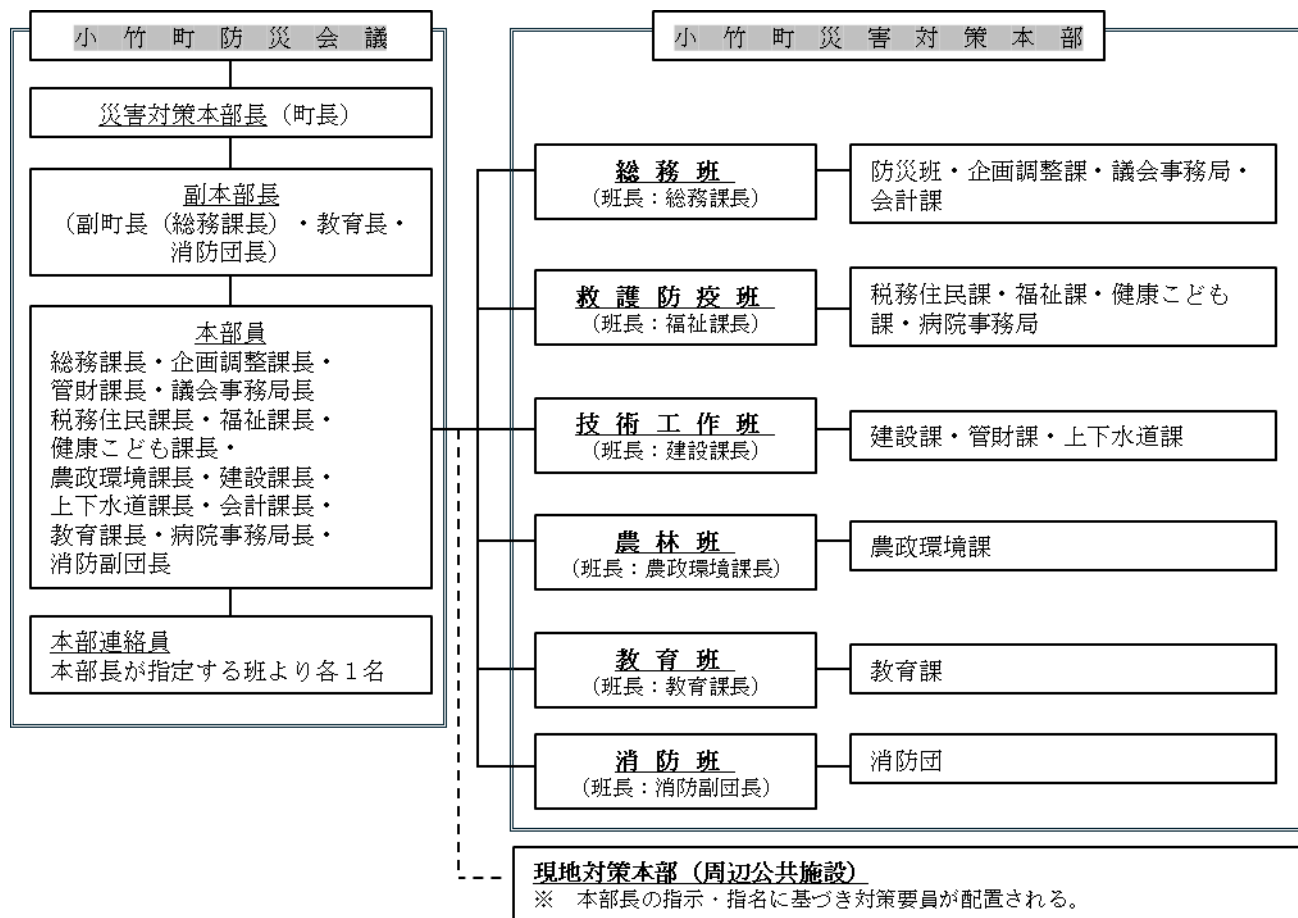 小竹町防災会議
災害対策本部長（町長）
副本部長
（副町長（総務課長）・教育長・
消防団長）
本部員
総務課長・企画調整課長・
管財課長・議会事務局長
税務住民課長・福祉課長・
健康こども課長・
農政環境課長・建設課長・
上下水道課長・会計課長・
教育課長・病院事務局長・
消防副団長
本部連絡員
本部長が指定する班より各１名
小竹町災害対策本部
総務班
（班長：総務課長）
防災班・企画調整課・議会事務局・
会計課
救護防疫班
（班長：福祉課長）
税務住民課・福祉課・健康こども
課・病院事務局
技術工作班
（班長：建設課長）
建設課・管財課・上下水道課
農林班
（班長：農政環境課長）
農政環境課
教育班
（班長：教育課長）
教育課
消防班
（班長：消防副団長）
消防団
現地対策本部（周辺公共施設）
※　本部長の指示・指名に基づき対策要員が配置される。